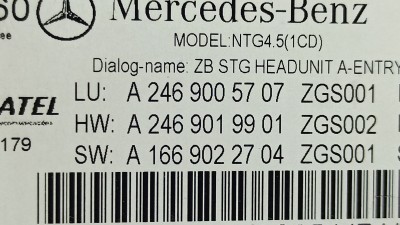 Mercedes-Benz
MODEL:NTG4.5(1CD)
Dialog-name: ZB STG HEADUNIT A-ENTRY
LU: A 246 900 57 07 ZGS001
ATEL
HW: A 246 901 99 01 ZGS002
179
SW: A 166 902 27 04 ZGS001